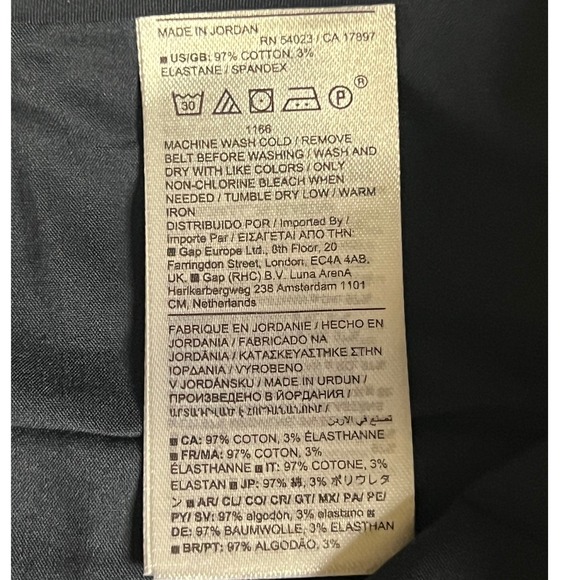 MADE IN JORDAN
RN 54023 / CA 17897
US/GB: 97% COTTON, 3%
ELASTANE / SPANDEX
30 P ®
1166
MACHINE WASH COLD / REMOVE
BELT BEFORE WASHING / WASH AND
DRY WITH LIKE COLORS / ONLY
NON-CHLORINE BLEACH WHEN
NEEDED / TUMBLE DRY LOW / WARM
IRON
DISTRIBUIDO POR / Imported By /
Importe Par / ΕΙΣΑΓΕΤΑΙ ΑΠΟ ΤΗΝ:
Gap Europe Ltd., 8th Floor, 20
Farringdon Street, London, EC4A 4AB,
UK, Gap (RHC) B.V. Luna ArenA
Herikerbergweg 238 Amsterdam 1101
CM, Netherlands
FABRIQUE EN JORDANIE / HECHO EN
JORDANIA / FABRICADO NA
JORDÂNIA / ΚΑΤΑΣΚΕΥΑΣΤΗΚΕ ΣΤΗΝ
ΙΟΡΔΑΝΙΑ / VYROBENO
V JORDÁNSKU / MADE IN URDUN /
ПРОИЗВЕДЕНО В ЙОРДАНИЯ /
تصنع في الاردن
CA: 97% COTON, 3% ÉLASTHANNE
FR/MA: 97% COTON, 3%
ÉLASTHANNE IT: 97% COTONE, 3%
ELASTAN JP: 97% 綿, 3% ポリウレタ
ン AR/ CL/ CO/ CR/ GT/ MX/ PA/ PE/
PY/ SV: 97% algodón, 3% elastano
DE: 97% BAUMWOLLE, 3% ELASTHAN
BR/PT: 97% ALGODÃO, 3%